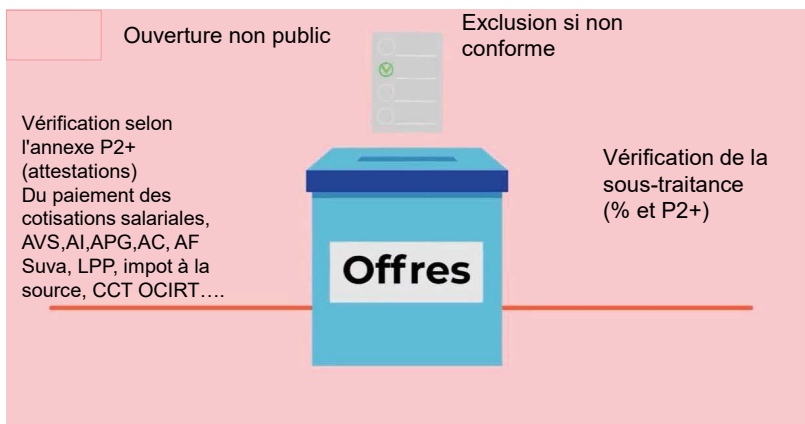 Ouverture non public
Exclusion si non
conforme
Vérification selon
l'annexe P2+
(attestations)
Du paiement des
cotisations salariales,
AVS,AI,APG,AC, AF
Suva, LPP, impot à la
source, CCT OCIRT….
Vérification de la
sous-traitance
(% et P2+)
Offres